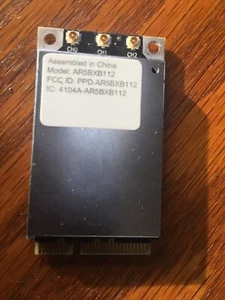 CH0 CH1 CH2
Assembled in China
Model: AR5BXB112
FCC ID: PPD-AR5BXB112
IC: 4104A-AR5BXB112